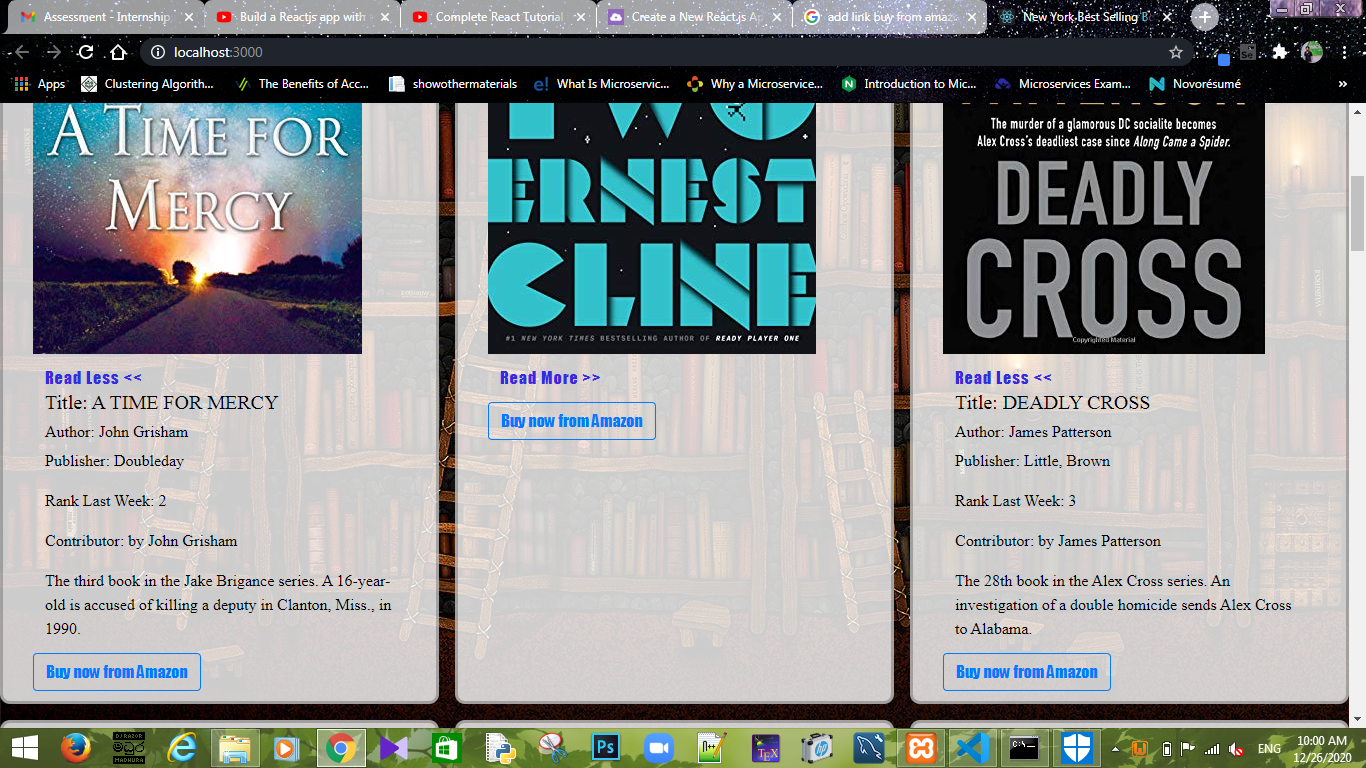 Assessment - Internship
Build a Reactjs app with
Complete React Tutorial
Create a New React.js Ap
add link buy from amaz
New York Best Selling B
localhost:3000
Apps
Clustering Algorith...
The Benefits of Acc...
showothermaterials
What Is Microservic...
Why a Microservice...
Introduction to Mic...
Microservices Exam...
Novorésumé
»
A TIME FOR
MERCY
TWO
ERNEST
CLINE
#1 NEW YORK TIMES BESTSELLING AUTHOR OF READY PLAYER ONE
The murder of a glamorous DC socialite becomes
Alex Cross's deadliest case since Along Came a Spider.
DEADLY
CROSS
Copyrighted Material
Read Less <<
Title: A TIME FOR MERCY
Author: John Grisham
Publisher: Doubleday
Rank Last Week: 2
Contributor: by John Grisham
The third book in the Jake Brigance series. A 16-year-
old is accused of killing a deputy in Clanton, Miss., in
1990.
Buy now from Amazon
Read More >>
Buy now from Amazon
Read Less <<
Title: DEADLY CROSS
Author: James Patterson
Publisher: Little, Brown
Rank Last Week: 3
Contributor: by James Patterson
The 28th book in the Alex Cross series. An
investigation of a double homicide sends Alex Cross
to Alabama.
Buy now from Amazon
DJ RAZOR
මධුර
MADHURA
Ps
TEX
hp
ENG
10:00 AM
12/26/2020